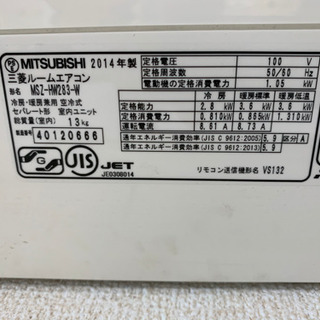 MITSUBISHI 2014年製
三菱ルームエアコン
形名 MSZ-HW283-W
冷房・暖房兼用 空冷式
セパレート形 室内ユニット
総質量(室内) 13kg
40120666
S
JIS
JET
JE0308014
定格電圧 100 V
定格周波数 50/60 Hz
電動機の定格消費電力 1.05 kW
冷房 暖房標準 暖房低温
定格能力 2.8 kW 3.6 kW 3.6
定格消費電力 0.810kW 0.865kW 1.310kW
運転電流 8.61 A 8.73 A
通年エネルギー消費効率(JIS C 9612:2005) 5.9 区分 A
通年エネルギー消費効率(JIS C 9612:2013) 5.9
リモコン送信機形名 VS132